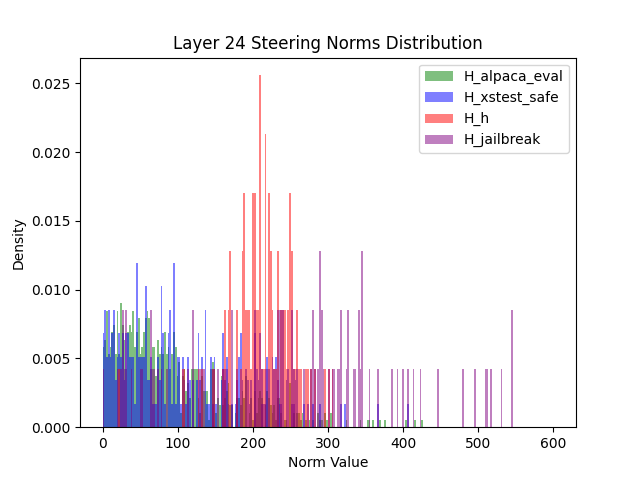 Layer 24 Steering Norms Distribution
H_alpaca_eval
H_xstest_safe
H_h
H_jailbreak
Density
0.025
0.020
0.015
0.010
0.005
0.000
0
100
200
300
400
500
600
Norm Value